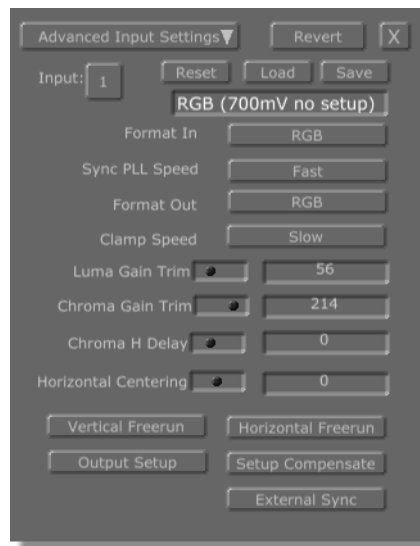 Advanced Input Settings Revert X
Input: 1 Reset Load Save
RGB (700mV no setup)
Format In RGB
Sync PLL Speed Fast
Format Out RGB
Clamp Speed Slow
Luma Gain Trim 56
Chroma Gain Trim 214
Chroma H Delay 0
Horizontal Centering 0
Vertical Freerun Horizontal Freerun
Output Setup Setup Compensate
External Sync